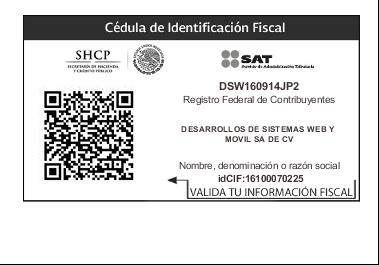 Cédula de Identificación Fiscal
SHCP
SECRETARÍA DE HACIENDA
Y CRÉDITO PÚBLICO
SAT
Servicio de Administración Tributaria
DSW160914JP2
Registro Federal de Contribuyentes
DESARROLLOS DE SISTEMAS WEB Y
MOVIL SA DE CV
Nombre, denominación o razón social
idCIF:16100070225
VALIDA TU INFORMACIÓN FISCAL